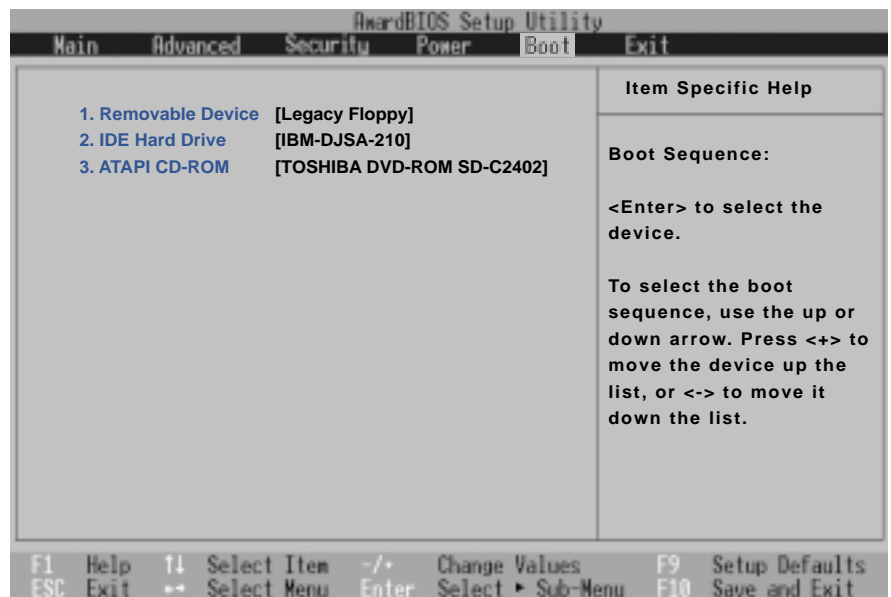 AwardBIOS Setup Utility
Main Advanced Security Power Boot Exit
1. Removable Device [Legacy Floppy]
2. IDE Hard Drive [IBM-DJSA-210]
3. ATAPI CD-ROM [TOSHIBA DVD-ROM SD-C2402]
Item Specific Help
Boot Sequence:
<Enter> to select the
device.
To select the boot
sequence, use the up or
down arrow. Press <+> to
move the device up the
list, or <-> to move it
down the list.
F1 Help ↑↓ Select Item -/+ Change Values F9 Setup Defaults
ESC Exit ←→ Select Menu Enter Select ► Sub-Menu F10 Save and Exit